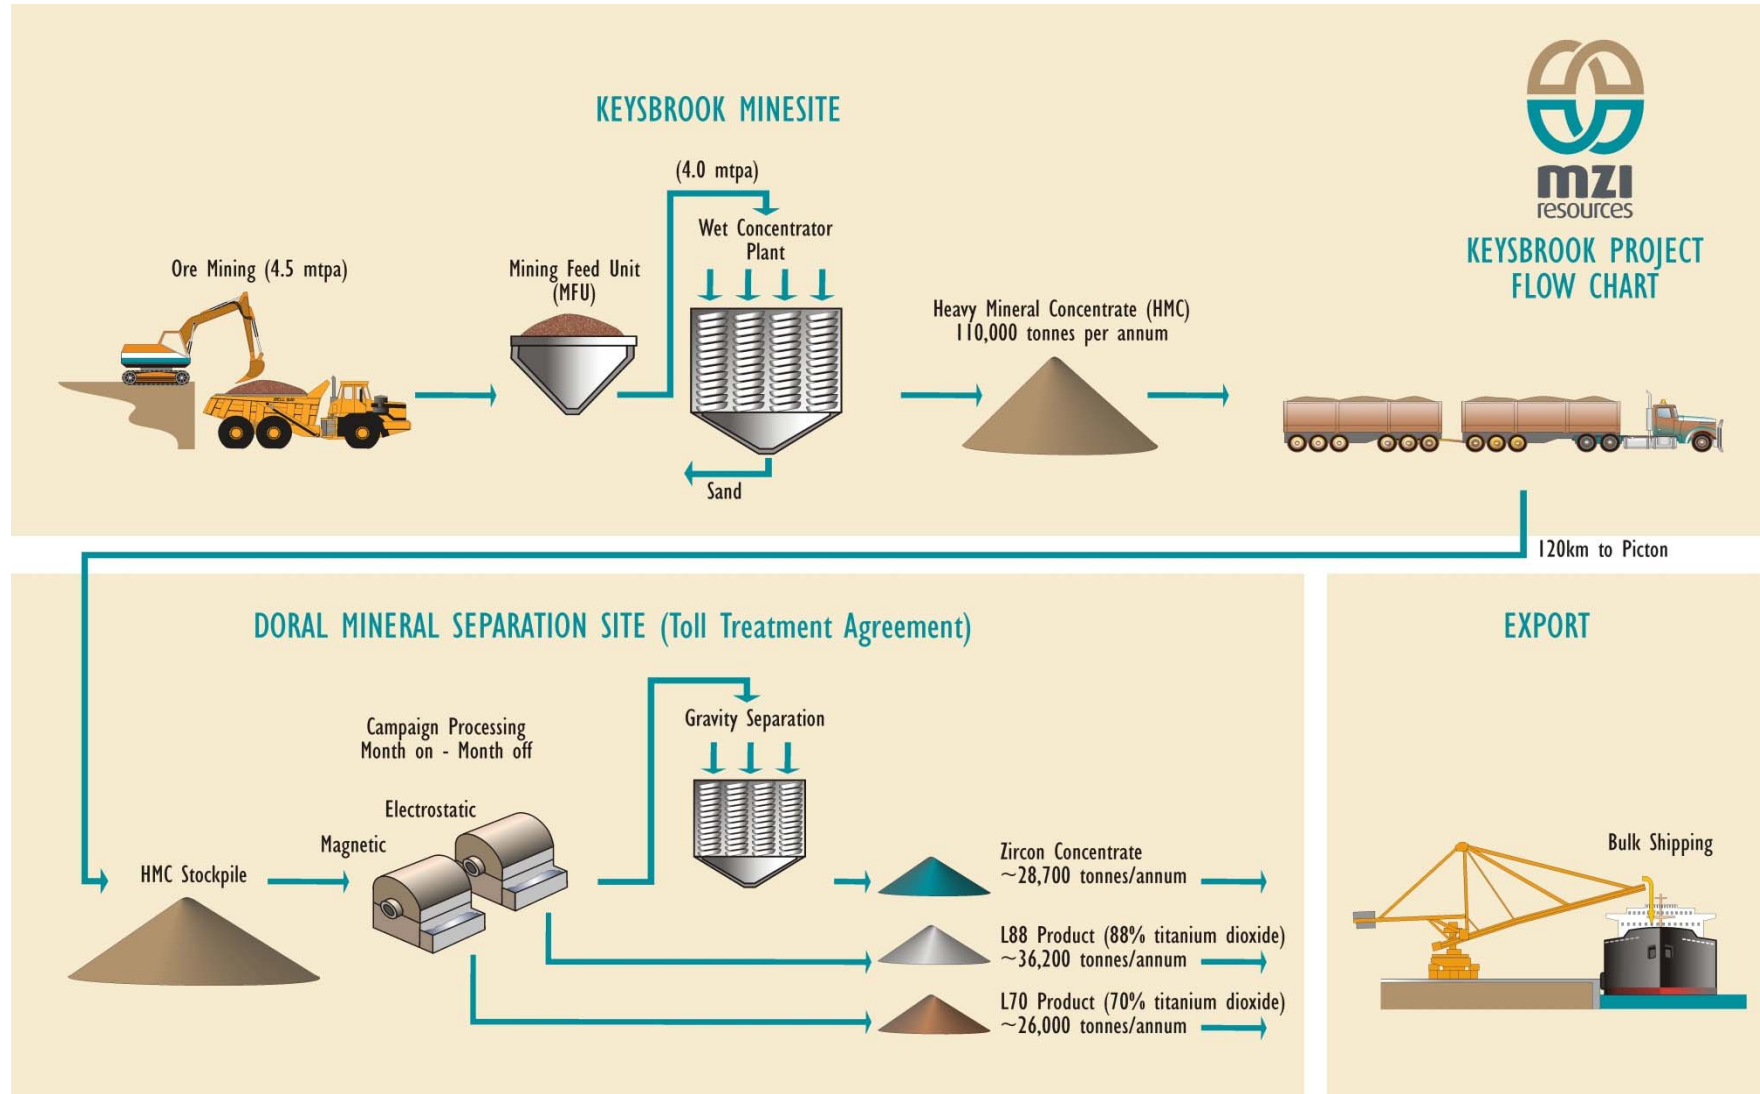 KEYSBROOK MINESITE
mzi
resources
KEYSBROOK PROJECT
FLOW CHART
Ore Mining (4.5 mtpa)
Mining Feed Unit
(MFU)
(4.0 mtpa)
Wet Concentrator
Plant
Sand
Heavy Mineral Concentrate (HMC)
110,000 tonnes per annum
120km to Picton
DORAL MINERAL SEPARATION SITE (Toll Treatment Agreement)
Campaign Processing
Month on - Month off
HMC Stockpile
Magnetic
Electrostatic
Gravity Separation
Zircon Concentrate
~28,700 tonnes/annum
L88 Product (88% titanium dioxide)
~36,200 tonnes/annum
L70 Product (70% titanium dioxide)
~26,000 tonnes/annum
EXPORT
Bulk Shipping